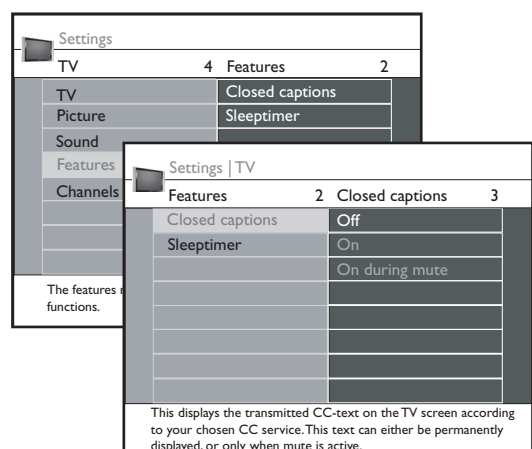 Settings
TV 4 Features 2
TV Closed captions
Picture Sleeptimer
Sound
Features
Channels
The features
functions.
Settings | TV
Features 2 Closed captions 3
Closed captions Off
Sleeptimer On
On during mute
This displays the transmitted CC-text on the TV screen according
to your chosen CC service. This text can either be permanently
displayed, or only when mute is active.